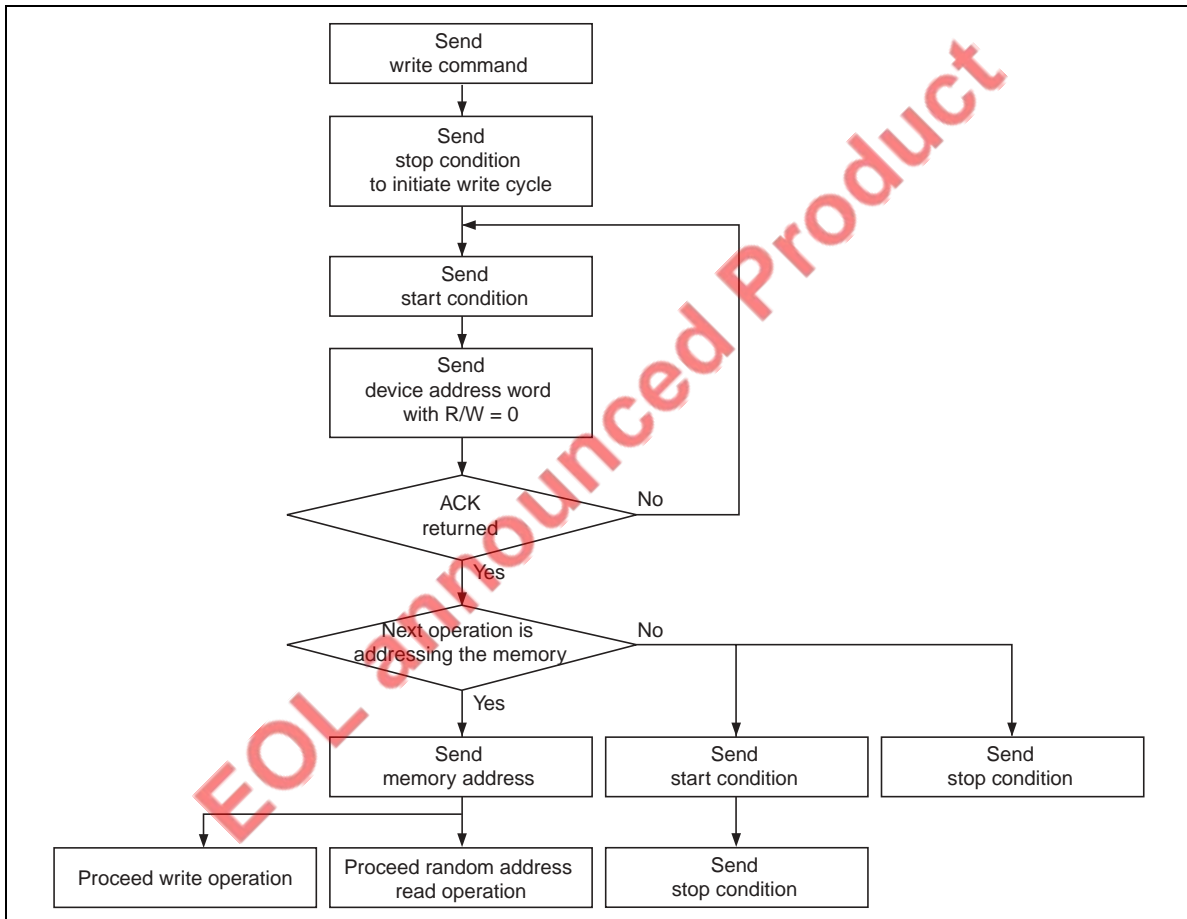 Send
write command
Send
stop condition
to initiate write cycle
Send
start condition
Send
device address word
with R/W = 0
ACK
returned
No
Yes
Next operation is
addressing the memory
No
Yes
Send
memory address
Send
start condition
Send
stop condition
Proceed write operation
Proceed random address
read operation
Send
stop condition
EOL announced Product